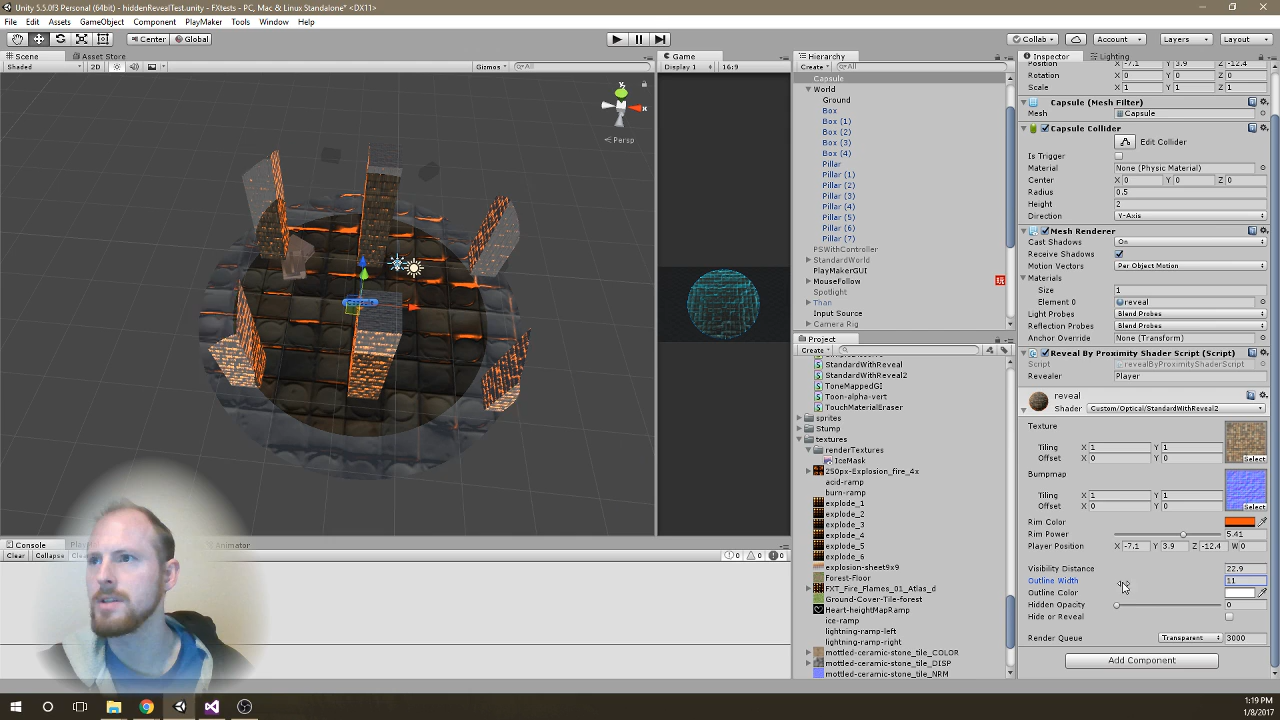 Unity 5.5.0f3 Personal (64bit) - hiddenRevealTest.unity - FXtests - PC, Mac & Linux Standalone* <DX11>
File Edit Assets GameObject Component PlayMaker Tools Window Help
Center Global
Collab Account Layers Layout
Scene Asset Store
Shaded 2D Gizmos All
y x
Persp
Capsule
Game
Display 1 16:9
Hierarchy
Create All
Capsule
World
Ground
Box
Box (1)
Box (2)
Box (3)
Box (4)
Pillar
Pillar (1)
Pillar (2)
Pillar (3)
Pillar (4)
Pillar (5)
Pillar (6)
Pillar (7)
PSWithController
StandardWorld
PlayMakerGUI
MouseFollow
Spotlight
Than
Input Source
Camera Rig
Project
Create
StandardWithReveal
StandardWithReveal2
ToneMappedGI
Toon-alpha-vert
TouchMaterialEraser
sprites
Stump
textures
renderTextures
IceMask
250px-Explosion_fire_4x
acid-ramp
burn-ramp
explode_1
explode_2
explode_3
explode_4
explode_5
explode_6
explosion-sheet9x9
Forest-Floor
FXT_Fire_Flames_01_Atlas_d
Ground-Cover-Tile-forest
Heart-heightMapRamp
ice-ramp
lightning-ramp-left
lightning-ramp-right
mottled-ceramic-stone_tile_COLOR
mottled-ceramic-stone_tile_DISP
mottled-ceramic-stone_tile_NRM
Inspector Lighting
Position X -7.1 Y 3.9 Z -12.4
Rotation X 0 Y 0 Z 0
Scale X 1 Y 1 Z 1
Capsule (Mesh Filter)
Mesh Capsule
Capsule Collider
Edit Collider
Is Trigger
Material None (Physic Material)
Center X 0 Y 0 Z 0
Radius 0.5
Height 2
Direction Y-Axis
Mesh Renderer
Cast Shadows On
Receive Shadows
Motion Vectors Per Object Motion
Materials
Size 1
Element 0 reveal
Light Probes Blend Probes
Reflection Probes Blend Probes
Anchor Override None (Transform)
Reveal By Proximity Shader Script (Script)
Script revealByProximityShaderScript
Revealer Player
reveal
Shader Custom/Optical/StandardWithReveal2
Texture
Tiling X 1 Y 1
Offset X 0 Y 0 Select
Bumpmap
Tiling X 1 Y 1
Offset X 0 Y 0 Select
Rim Color
Rim Power 5.41
Player Position X -7.1 Y 3.9 Z -12.4 W 0
Visibility Distance 22.9
Outline Width 11
Outline Color
Hidden Opacity 0
Hide or Reveal
Render Queue Transparent 3000
Add Component
Console Animator
Clear Collapse 0 0 0
1:19 PM
1/8/2017